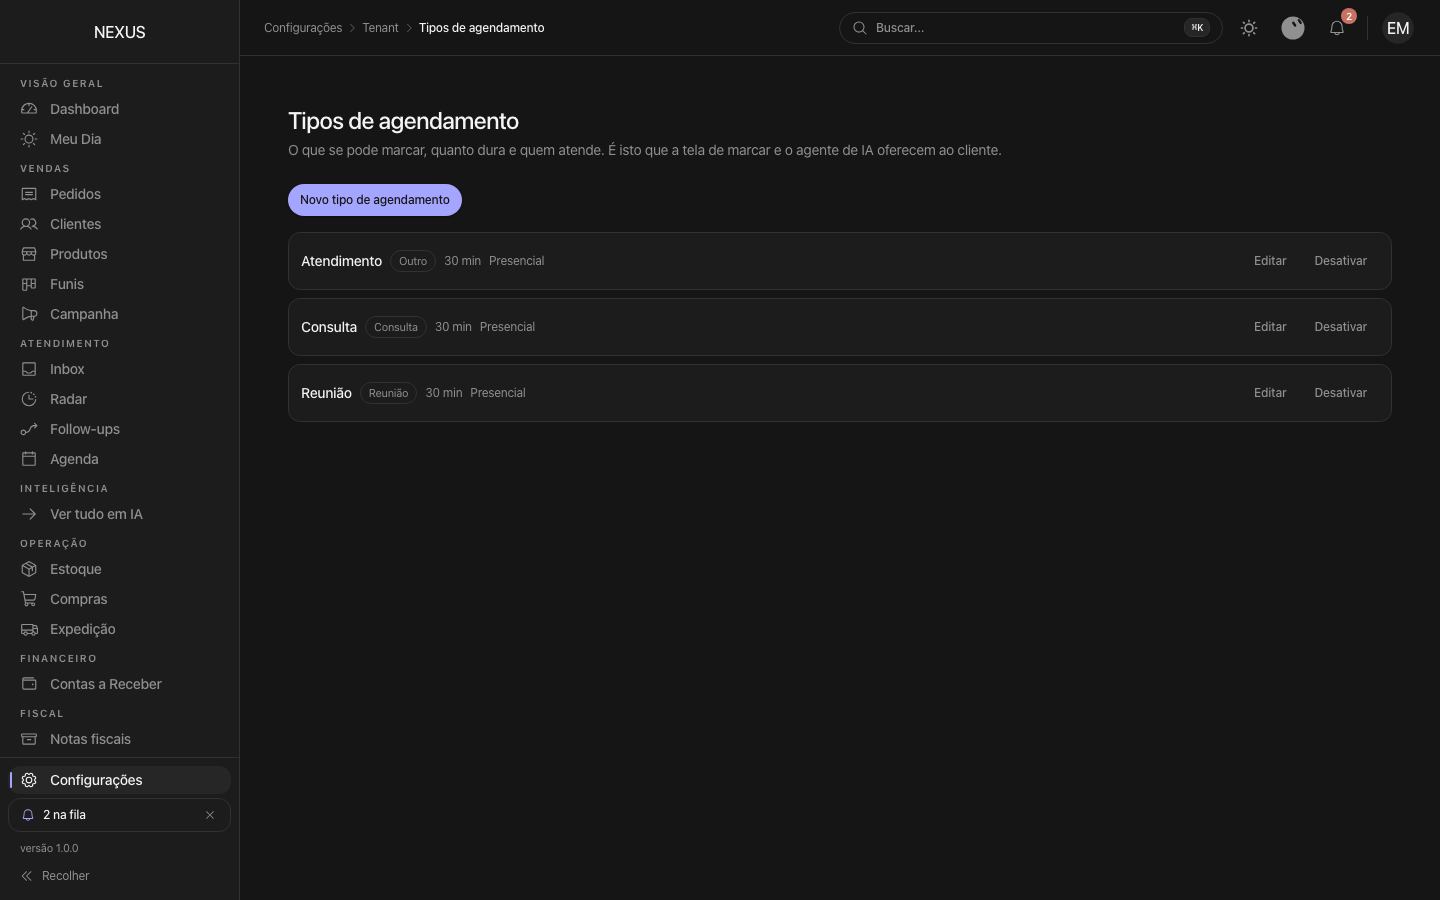 NEXUS
Configurações > Tenant > Tipos de agendamento
Buscar...
⌘K
2
EM
VISÃO GERAL
Dashboard
Meu Dia
VENDAS
Pedidos
Clientes
Produtos
Funis
Campanha
ATENDIMENTO
Inbox
Radar
Follow-ups
Agenda
INTELIGÊNCIA
Ver tudo em IA
OPERAÇÃO
Estoque
Compras
Expedição
FINANCEIRO
Contas a Receber
FISCAL
Notas fiscais
Configurações
2 na fila
versão 1.0.0
Recolher
Tipos de agendamento
O que se pode marcar, quanto dura e quem atende. É isto que a tela de marcar e o agente de IA oferecem ao cliente.
Novo tipo de agendamento
Atendimento Outro 30 min Presencial Editar Desativar
Consulta Consulta 30 min Presencial Editar Desativar
Reunião Reunião 30 min Presencial Editar Desativar